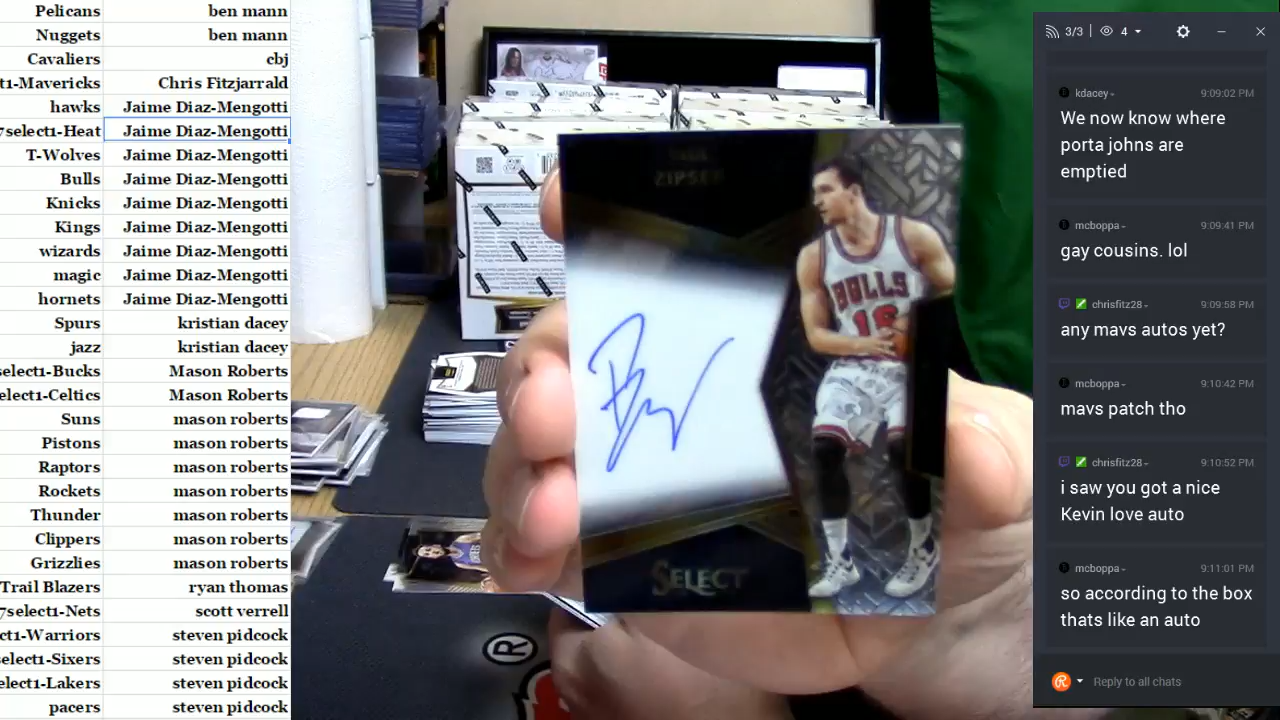 Pelicans ben mann
Nuggets ben mann
Cavaliers cbj
t1-Mavericks Chris Fitzjarrald
hawks Jaime Diaz-Mengotti
7select1-Heat Jaime Diaz-Mengotti
T-Wolves Jaime Diaz-Mengotti
Bulls Jaime Diaz-Mengotti
Knicks Jaime Diaz-Mengotti
Kings Jaime Diaz-Mengotti
wizards Jaime Diaz-Mengotti
magic Jaime Diaz-Mengotti
hornets Jaime Diaz-Mengotti
Spurs kristian dacey
jazz kristian dacey
select1-Bucks Mason Roberts
elect1-Celtics Mason Roberts
Suns mason roberts
Pistons mason roberts
Raptors mason roberts
Rockets mason roberts
Thunder mason roberts
Clippers mason roberts
Grizzlies mason roberts
Trail Blazers ryan thomas
7select1-Nets scott verrell
ct1-Warriors steven pidcock
select1-Sixers steven pidcock
elect1-Lakers steven pidcock
pacers steven pidcock
ZIPSER
BULLS
16
SELECT
®
3/3 4
kdacey 9:09:02 PM
We now know where
porta johns are
emptied
mcboppa 9:09:41 PM
gay cousins. lol
chrisfitz28 9:09:58 PM
any mavs autos yet?
mcboppa 9:10:42 PM
mavs patch tho
chrisfitz28 9:10:52 PM
i saw you got a nice
Kevin love auto
mcboppa 9:11:01 PM
so according to the box
thats like an auto
Reply to all chats